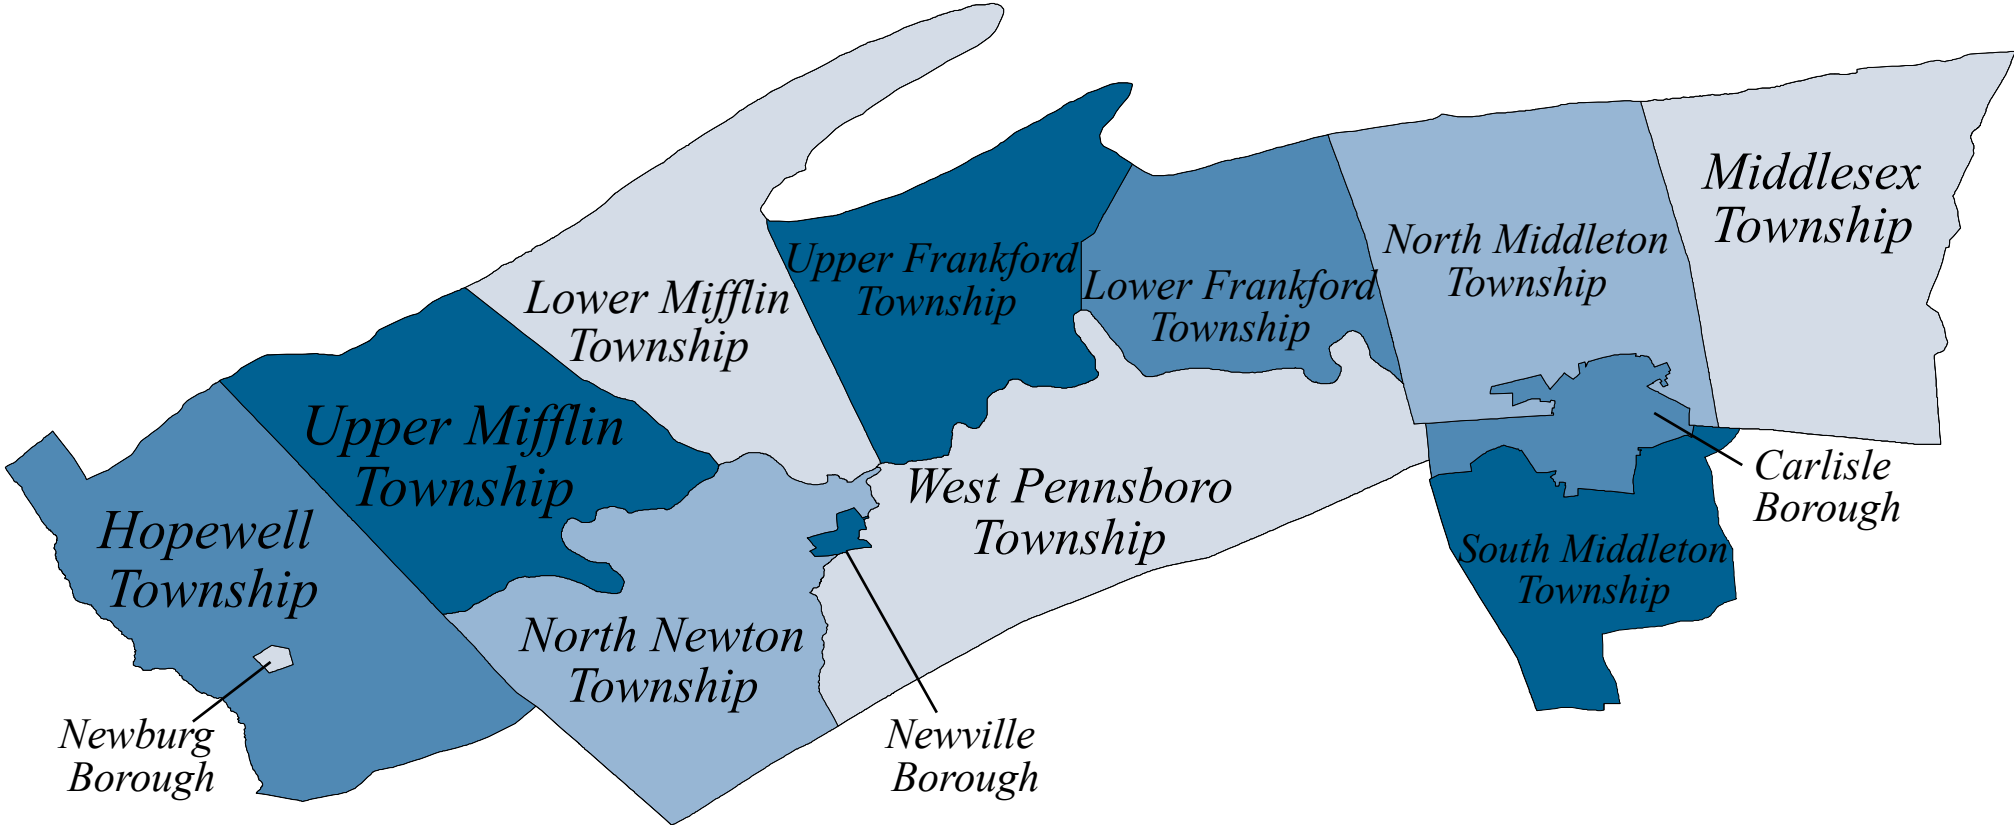 Middlesex
Township
North Middleton
Township
Upper Frankford
Township
Lower Frankford
Township
Lower Mifflin
Township
Upper Mifflin
Township
Carlisle
Borough
West Pennsboro
Township
Hopewell
Township
South Middleton
Township
North Newton
Township
Newburg
Borough
Newville
Borough